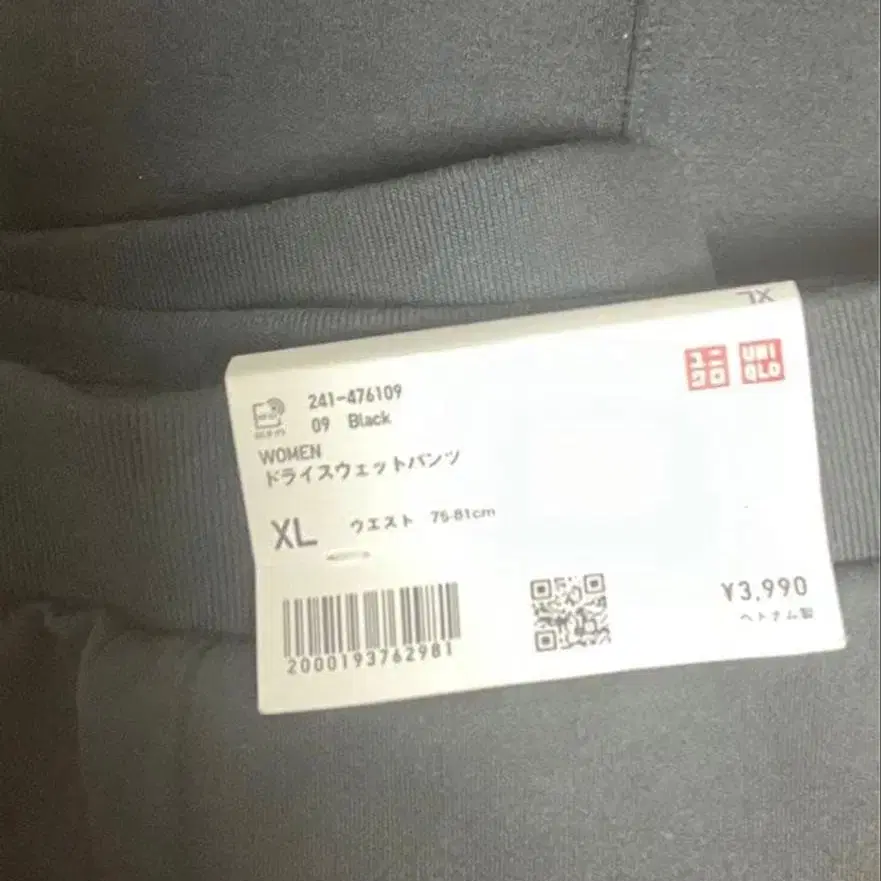 XL
ユニクロ
UNIQLO
241-476109
09 Black
WOMEN
ドライスウェットパンツ
XL ウエスト 75-81cm
2000193762981
¥3,990
ベトナム製